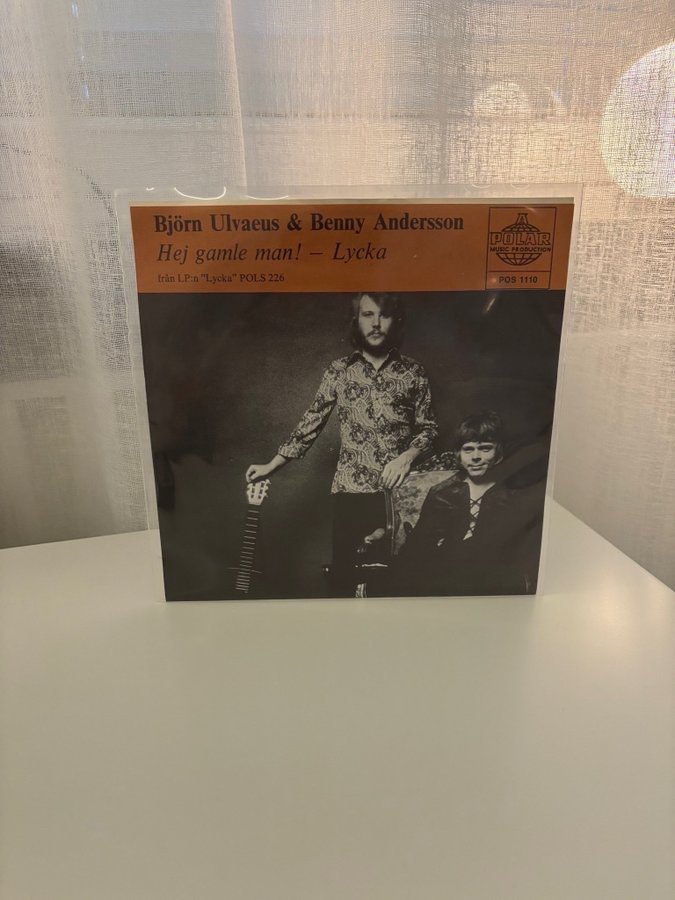 Björn Ulvaeus & Benny Andersson
Hej gamle man! – Lycka
från LP:n "Lycka" POLS 226
A
POLAR
MUSIC PRODUCTION
POS 1110